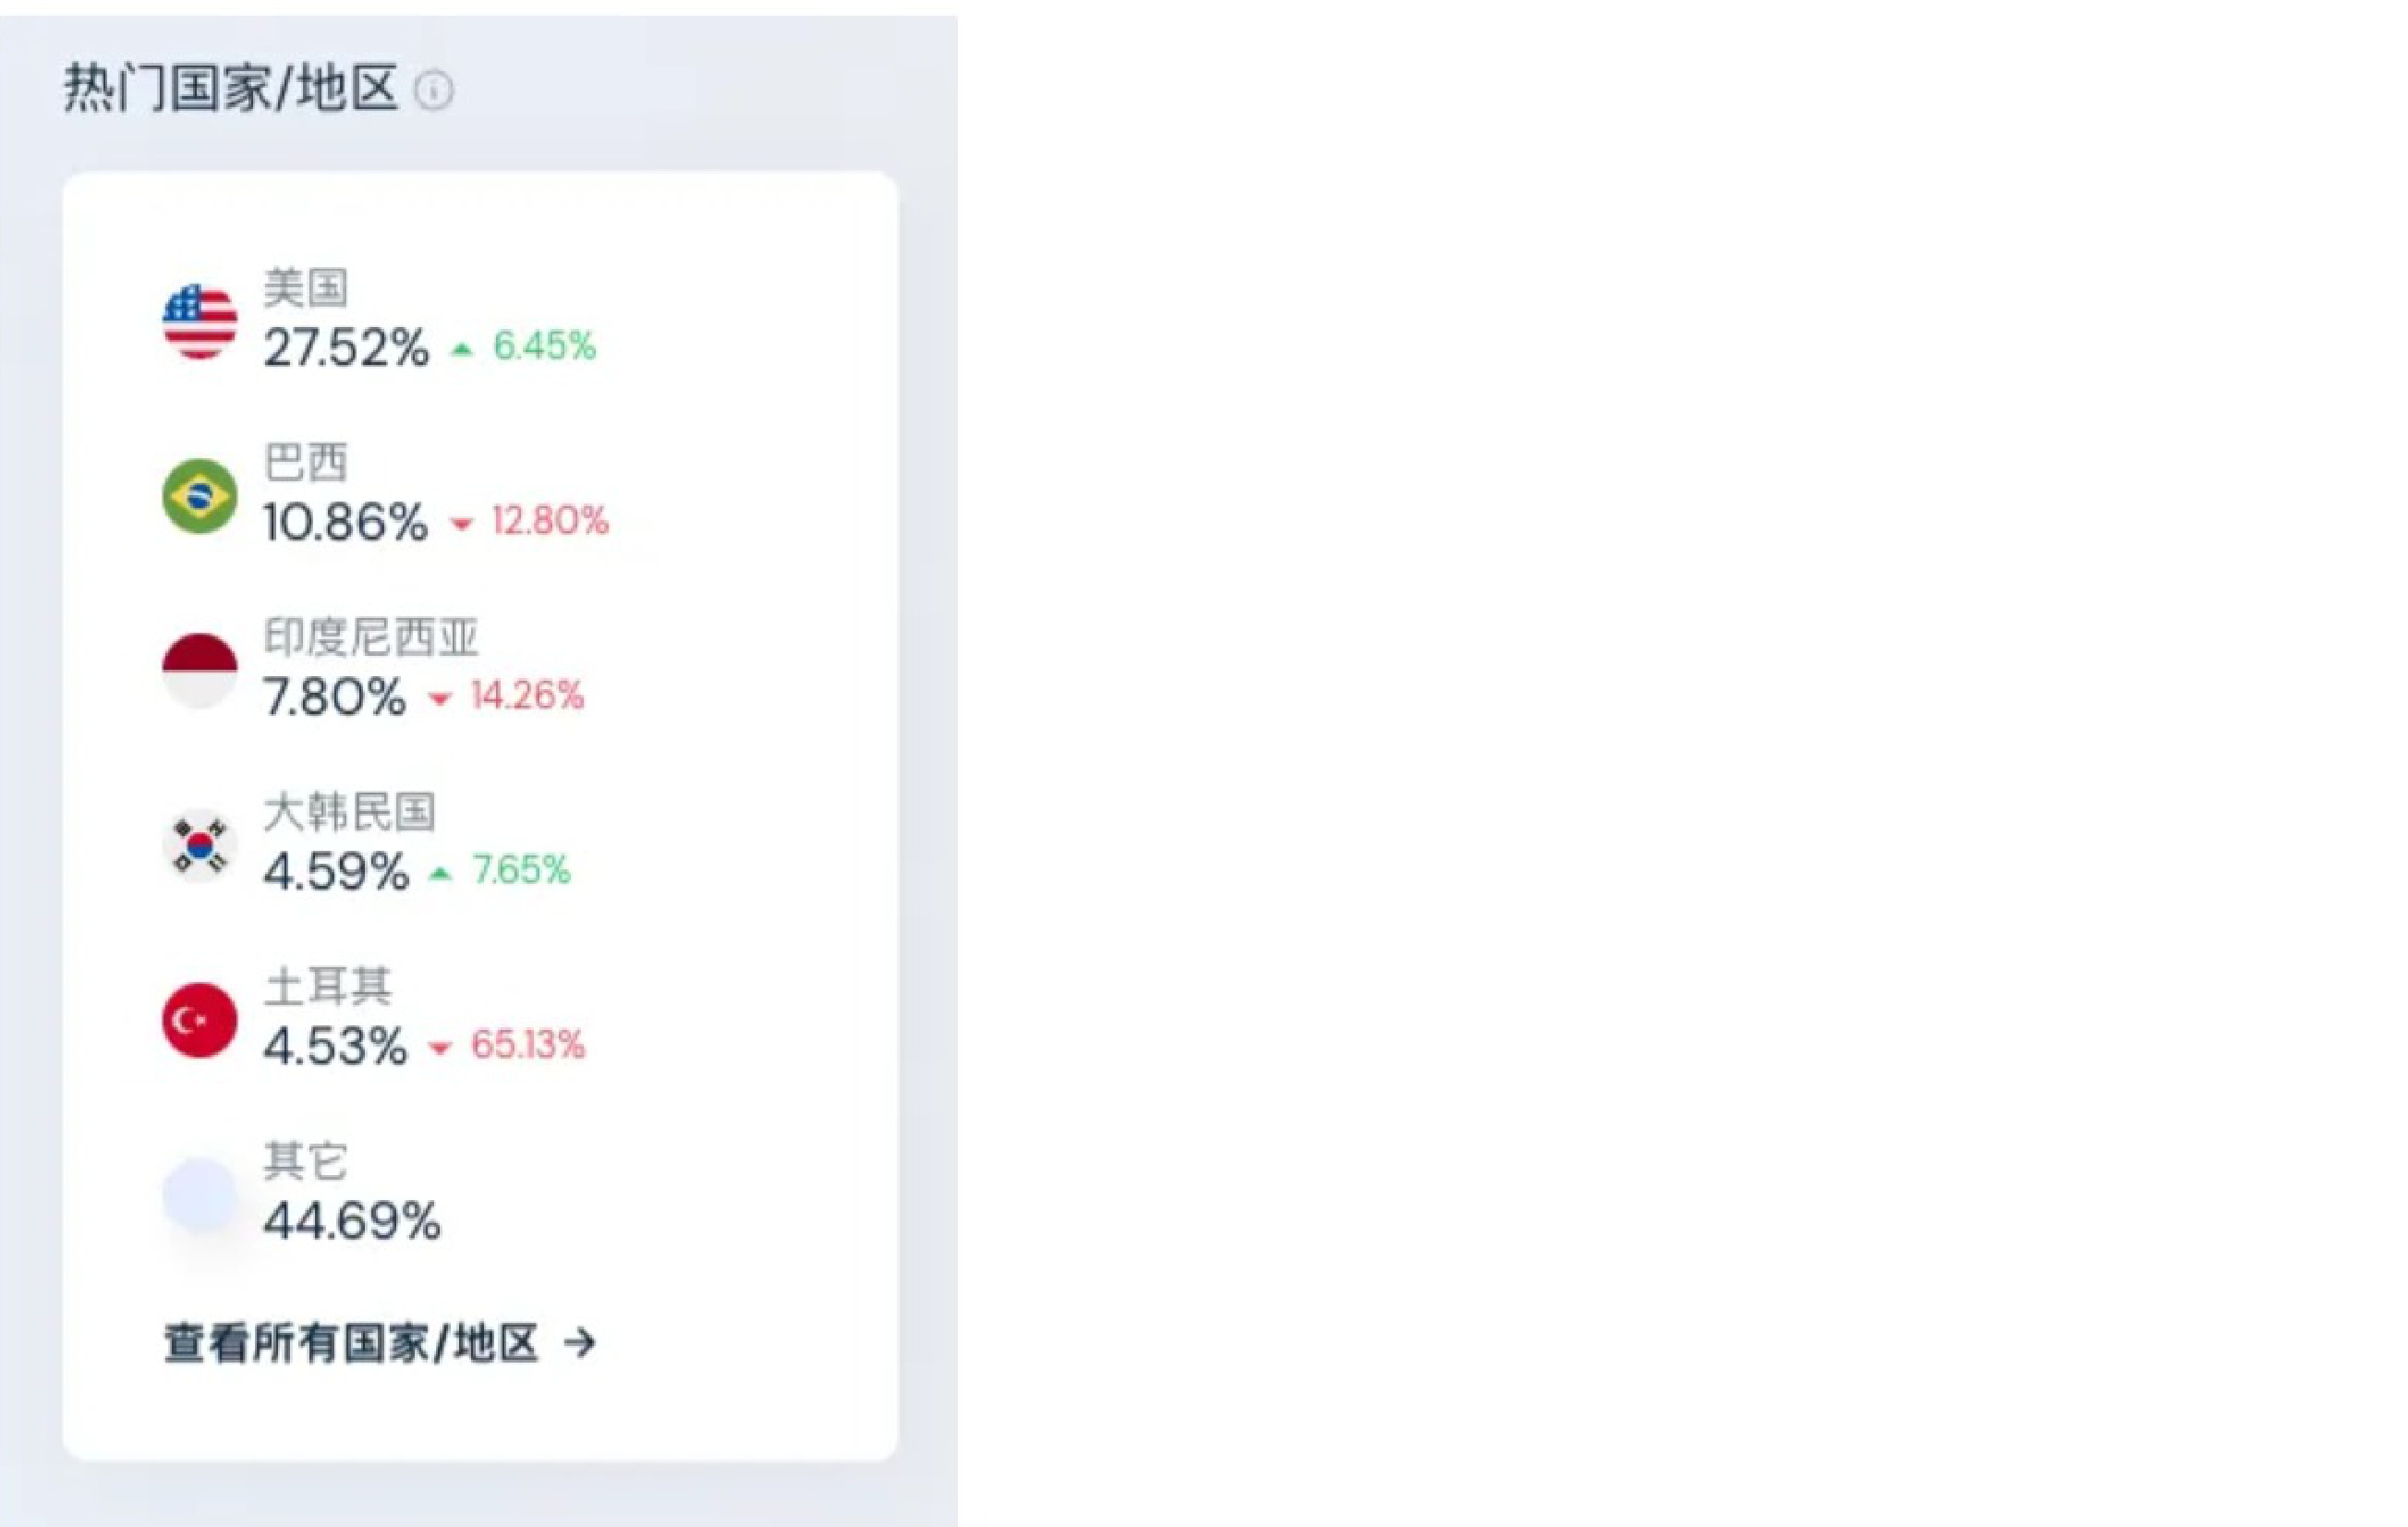 热门国家/地区
美国
27.52% 6.45%
巴西
10.86% 12.80%
印度尼西亚
7.80% 14.26%
大韩民国
4.59% 7.65%
土耳其
4.53% 65.13%
其它
44.69%
查看所有国家/地区 →